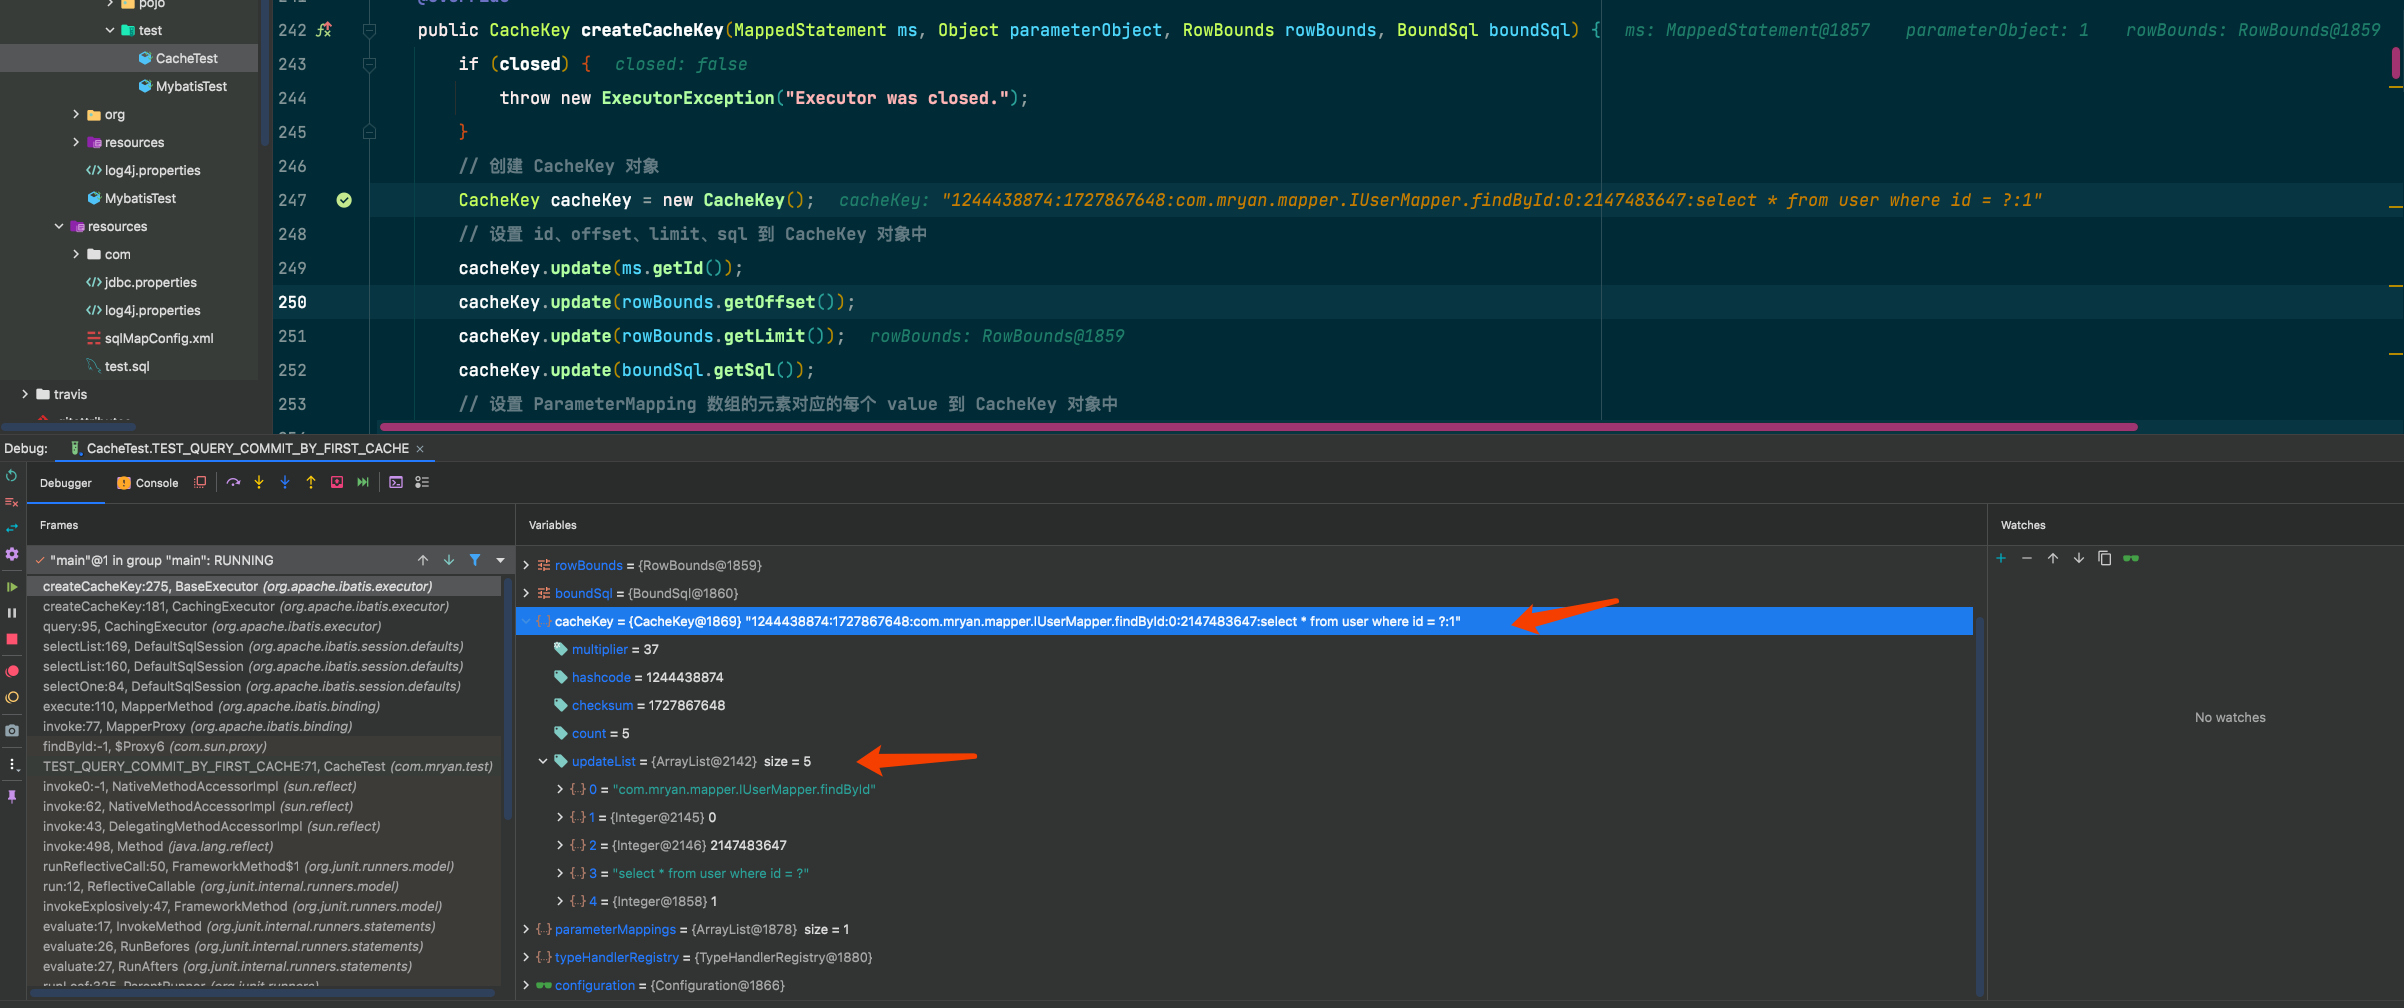 pojo
test
CacheTest
MybatisTest
org
resources
log4j.properties
MybatisTest
resources
com
jdbc.properties
log4j.properties
sqlMapConfig.xml
test.sql
travis
242 public CacheKey createCacheKey(MappedStatement ms, Object parameterObject, RowBounds rowBounds, BoundSql boundSql) { ms: MappedStatement@1857 parameterObject: 1 rowBounds: RowBounds@1859
243 if (closed) { closed: false
244 throw new ExecutorException("Executor was closed.");
245 }
246 // 创建 CacheKey 对象
247 CacheKey cacheKey = new CacheKey(); cacheKey: "1244438874:1727867648:com.mryan.mapper.IUserMapper.findById:0:2147483647:select * from user where id = ?:1"
248 // 设置 id、offset、limit、sql 到 CacheKey 对象中
249 cacheKey.update(ms.getId());
250 cacheKey.update(rowBounds.getOffset());
251 cacheKey.update(rowBounds.getLimit()); rowBounds: RowBounds@1859
252 cacheKey.update(boundSql.getSql());
253 // 设置 ParameterMapping 数组的元素对应的每个 value 到 CacheKey 对象中
Debug: CacheTest.TEST_QUERY_COMMIT_BY_FIRST_CACHE ×
Debugger Console
Frames
"main"@1 in group "main": RUNNING
createCacheKey:275, BaseExecutor (org.apache.ibatis.executor)
createCacheKey:181, CachingExecutor (org.apache.ibatis.executor)
query:95, CachingExecutor (org.apache.ibatis.executor)
selectList:169, DefaultSqlSession (org.apache.ibatis.session.defaults)
selectList:160, DefaultSqlSession (org.apache.ibatis.session.defaults)
selectOne:84, DefaultSqlSession (org.apache.ibatis.session.defaults)
execute:110, MapperMethod (org.apache.ibatis.binding)
invoke:77, MapperProxy (org.apache.ibatis.binding)
findById:-1, $Proxy6 (com.sun.proxy)
TEST_QUERY_COMMIT_BY_FIRST_CACHE:71, CacheTest (com.mryan.test)
invoke0:-1, NativeMethodAccessorImpl (sun.reflect)
invoke:62, NativeMethodAccessorImpl (sun.reflect)
invoke:43, DelegatingMethodAccessorImpl (sun.reflect)
invoke:498, Method (java.lang.reflect)
runReflectiveCall:50, FrameworkMethod$1 (org.junit.runners.model)
run:12, ReflectiveCallable (org.junit.internal.runners.model)
invokeExplosively:47, FrameworkMethod (org.junit.runners.model)
evaluate:17, InvokeMethod (org.junit.internal.runners.statements)
evaluate:26, RunBefores (org.junit.internal.runners.statements)
evaluate:27, RunAfters (org.junit.internal.runners.statements)
runLeaf:325, ParentRunner (org.junit.runners)
Variables
rowBounds = {RowBounds@1859}
boundSql = {BoundSql@1860}
cacheKey = {CacheKey@1869} "1244438874:1727867648:com.mryan.mapper.IUserMapper.findById:0:2147483647:select * from user where id = ?:1"
multiplier = 37
hashcode = 1244438874
checksum = 1727867648
count = 5
updateList = {ArrayList@2142} size = 5
0 = "com.mryan.mapper.IUserMapper.findById"
1 = {Integer@2145} 0
2 = {Integer@2146} 2147483647
3 = "select * from user where id = ?"
4 = {Integer@1858} 1
parameterMappings = {ArrayList@1878} size = 1
typeHandlerRegistry = {TypeHandlerRegistry@1880}
configuration = {Configuration@1866}
Watches
No watches